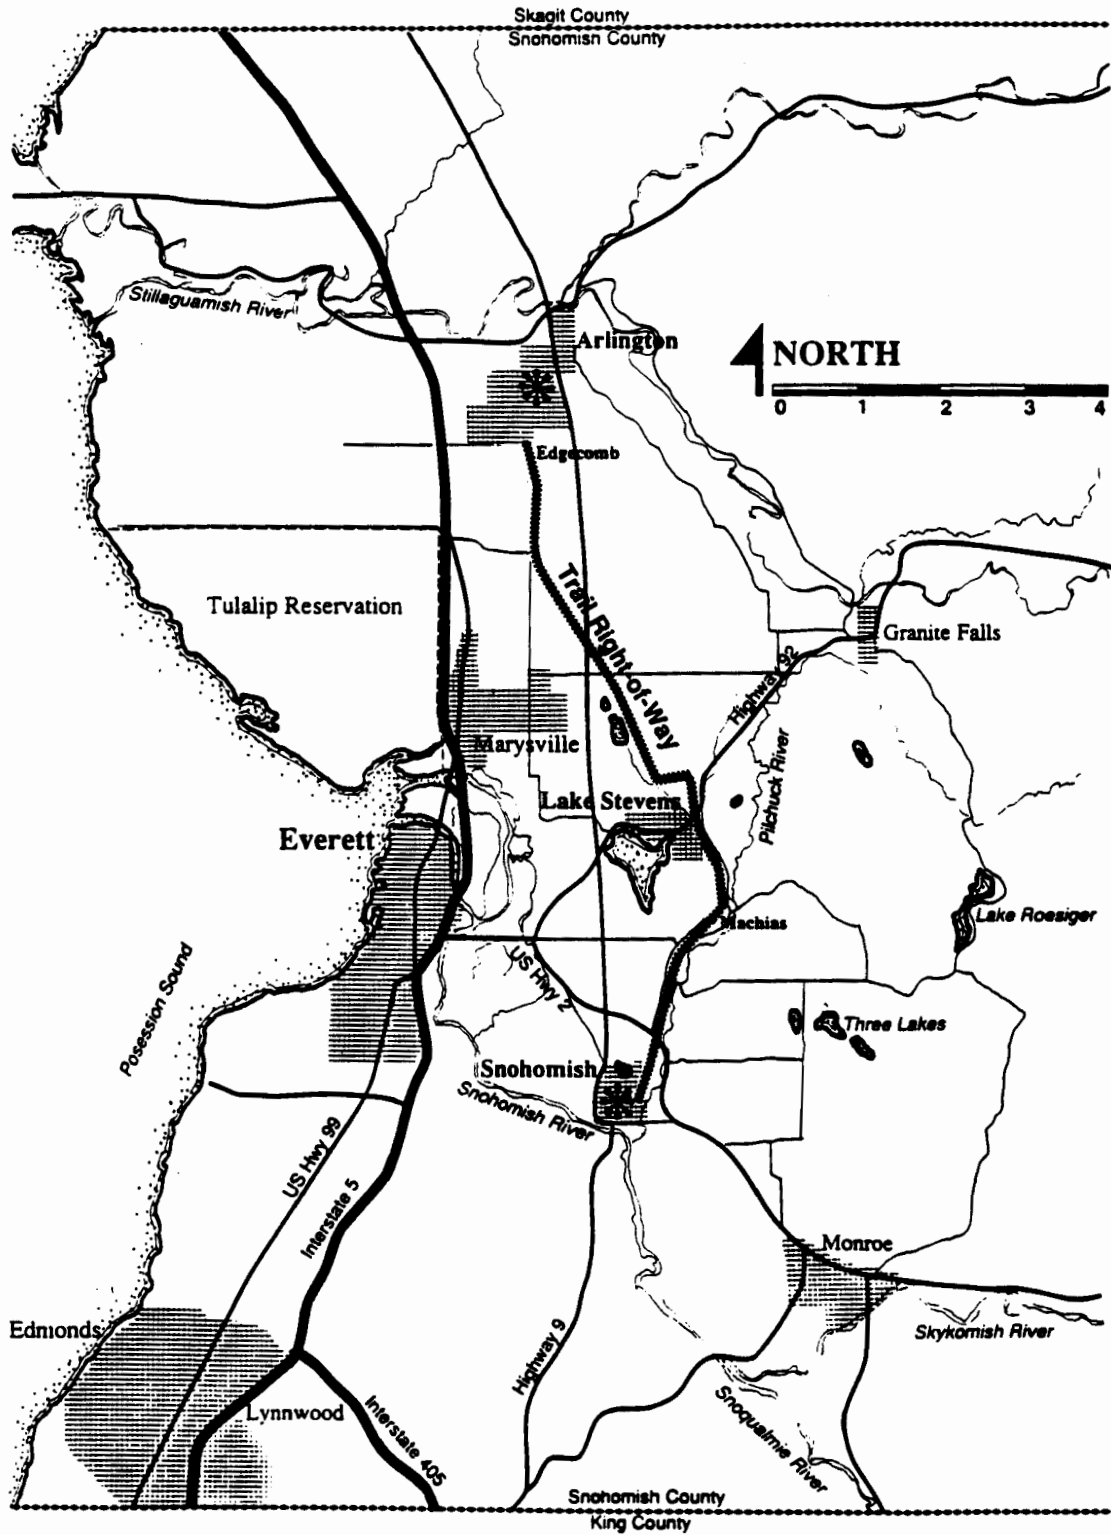 Skagit County
Snohomish County
Stillaguamish River
Arlington
NORTH
0 1 2 3 4
Edgecomb
Trail Right-of-Way
Tulalip Reservation
Granite Falls
Highway 92
Marysville
Pilchuck River
Lake Stevens
Everett
Machias
Lake Roesiger
US Hwy 2
Posession Sound
Three Lakes
Snohomish
Snohomish River
US Hwy 99
Interstate 5
Monroe
Edmonds
Skykomish River
Highway 9
Lynnwood
Interstate 405
Snoqualmie River
Snohomish County
King County